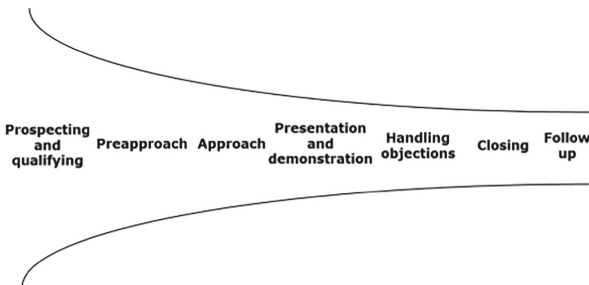 Prospecting
and
qualifying
Preapproach
Approach
Presentation
and
demonstration
Handling
objections
Closing
Follow
up